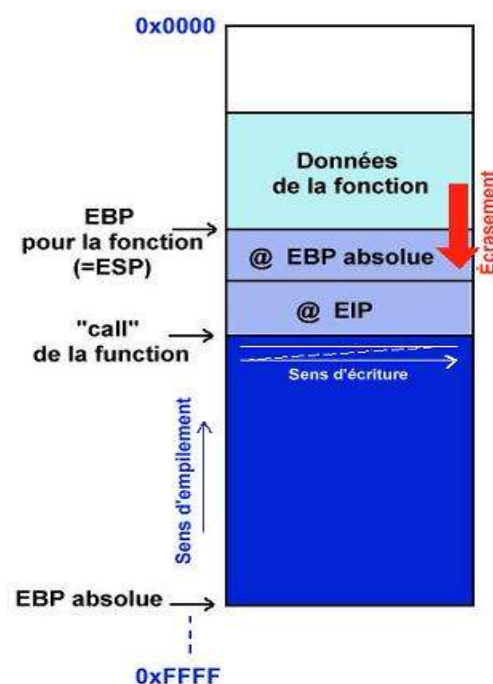 0x0000
Données
de la fonction
Écrasement
EBP
pour la fonction
(=ESP)
@ EBP absolue
@ EIP
"call"
de la function
Sens d'écriture
Sens d'empilement
EBP absolue
0xFFFF